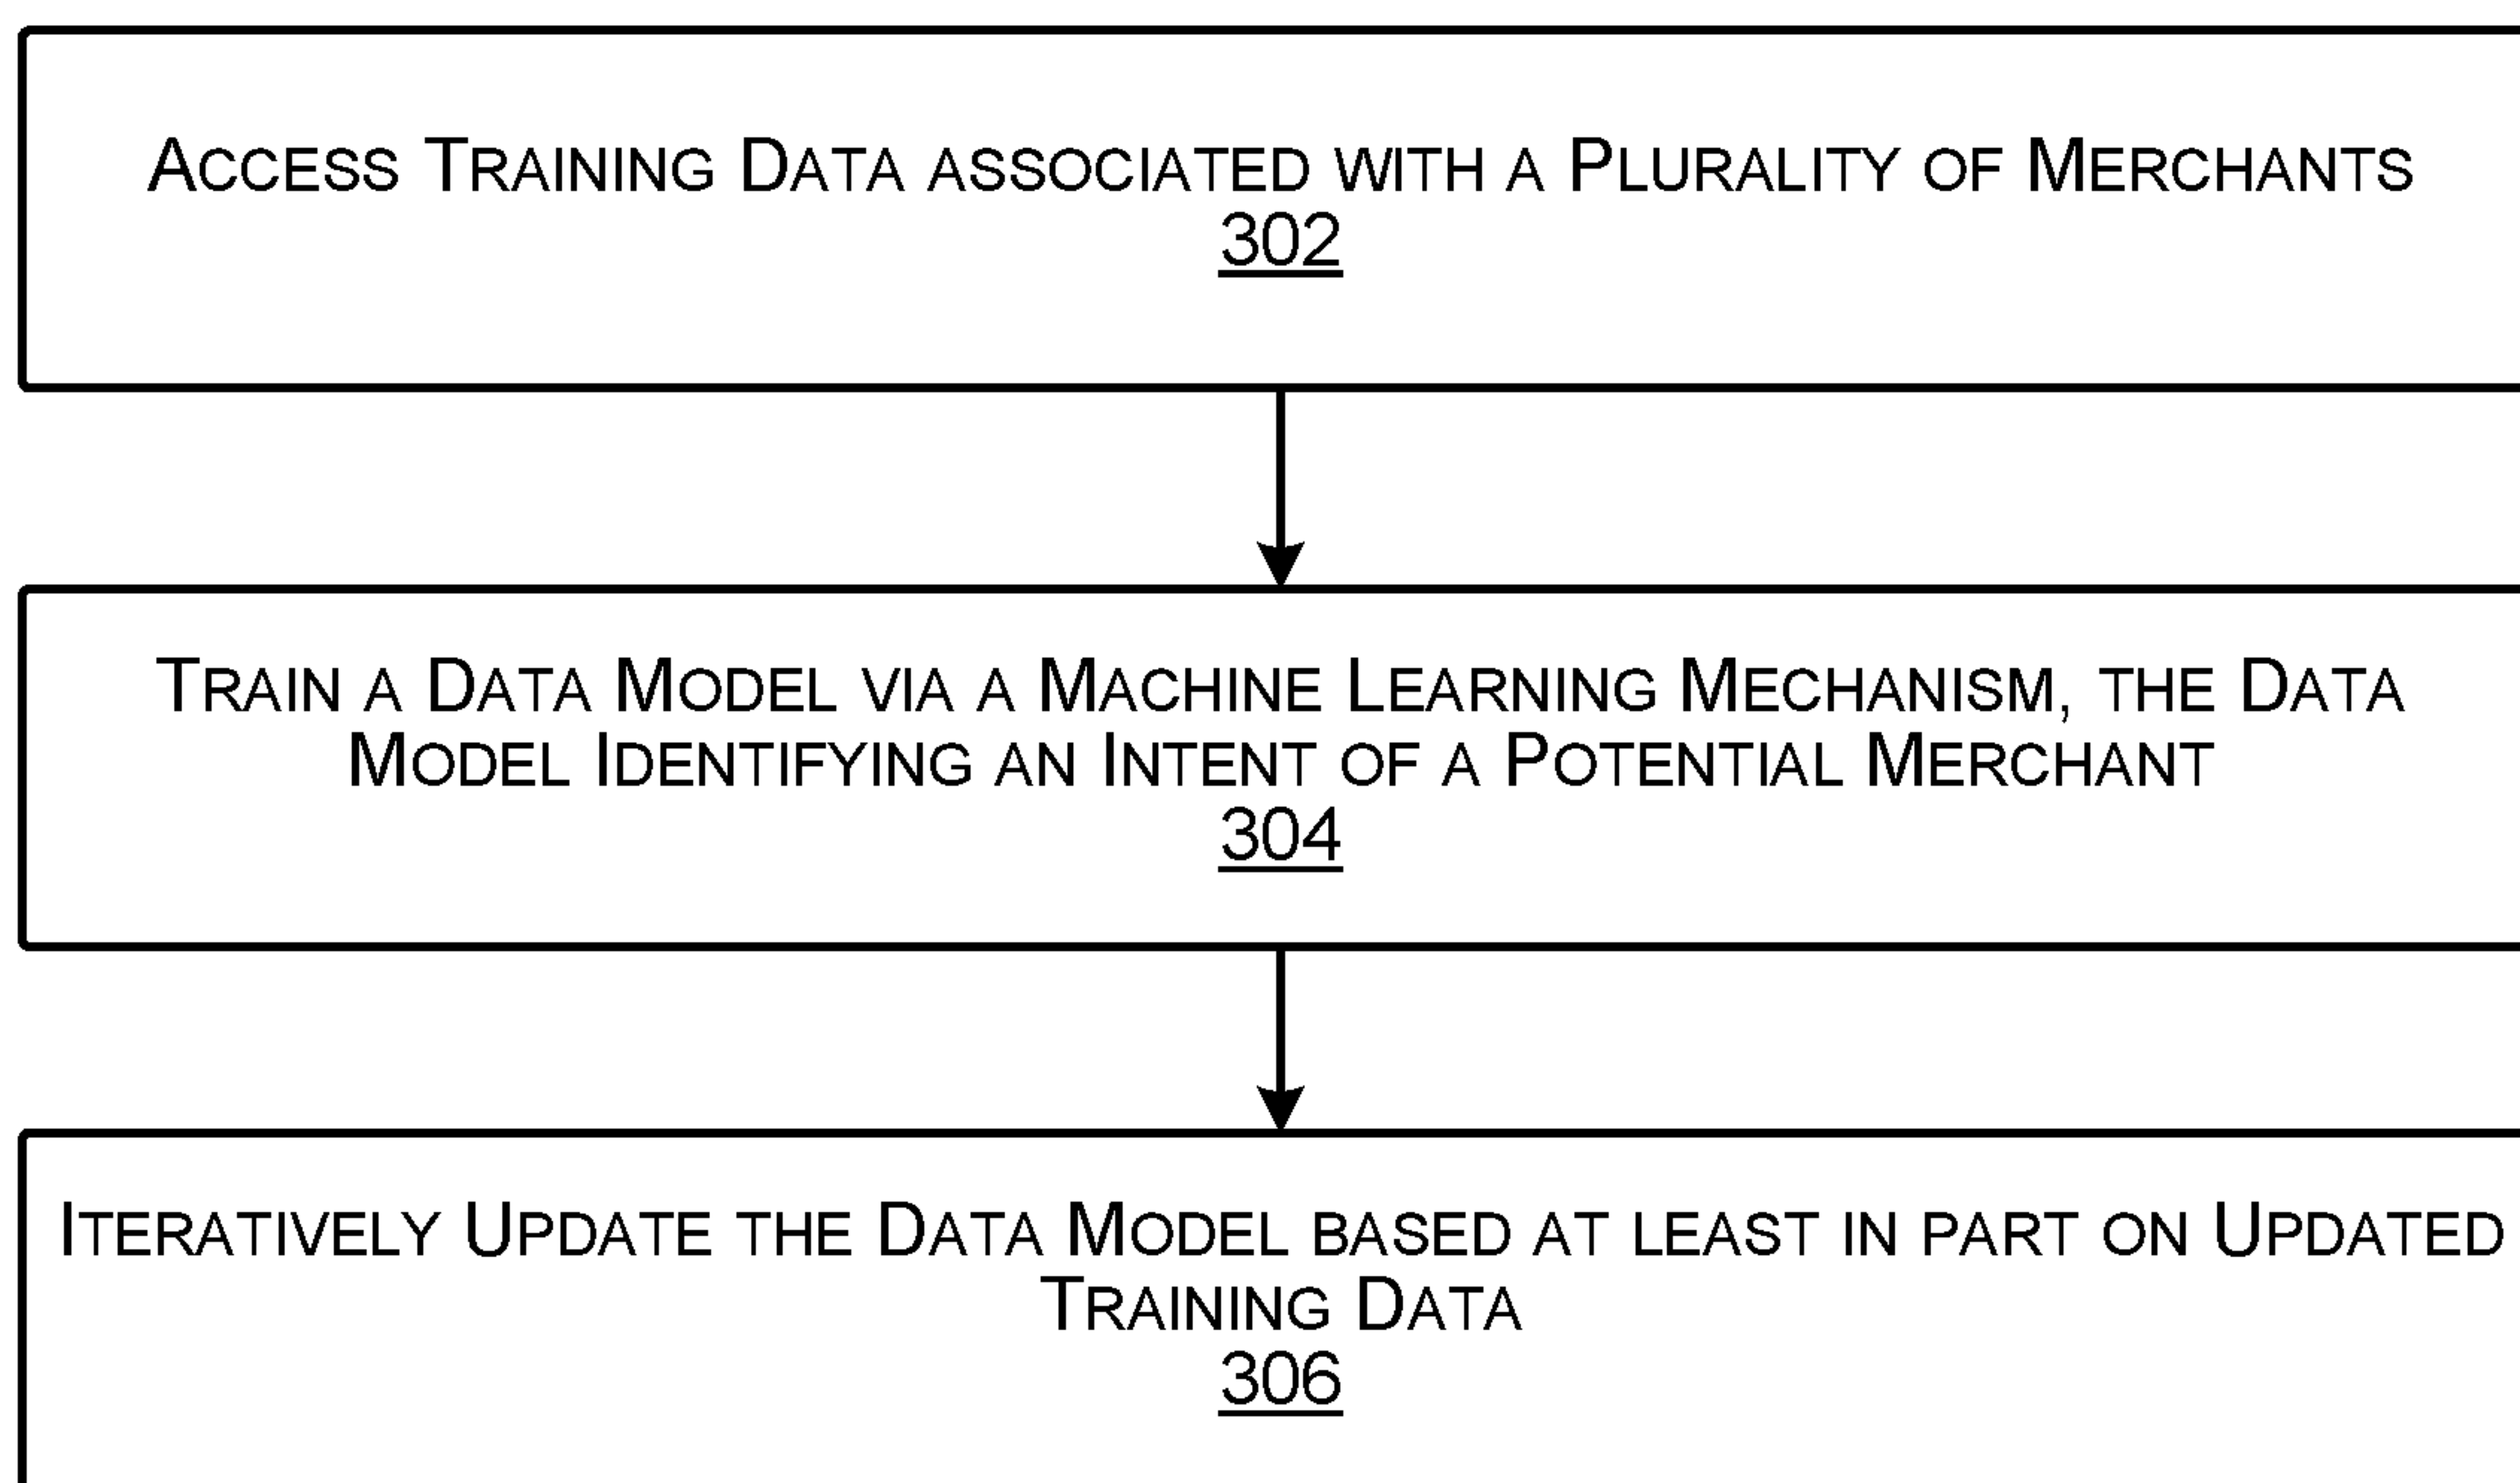 Access Training Data associated with a Plurality of Merchants
302
Train a Data Model via a Machine Learning Mechanism, the Data
Model Identifying an Intent of a Potential Merchant
304
Iteratively Update the Data Model based at least in part on Updated
Training Data
306